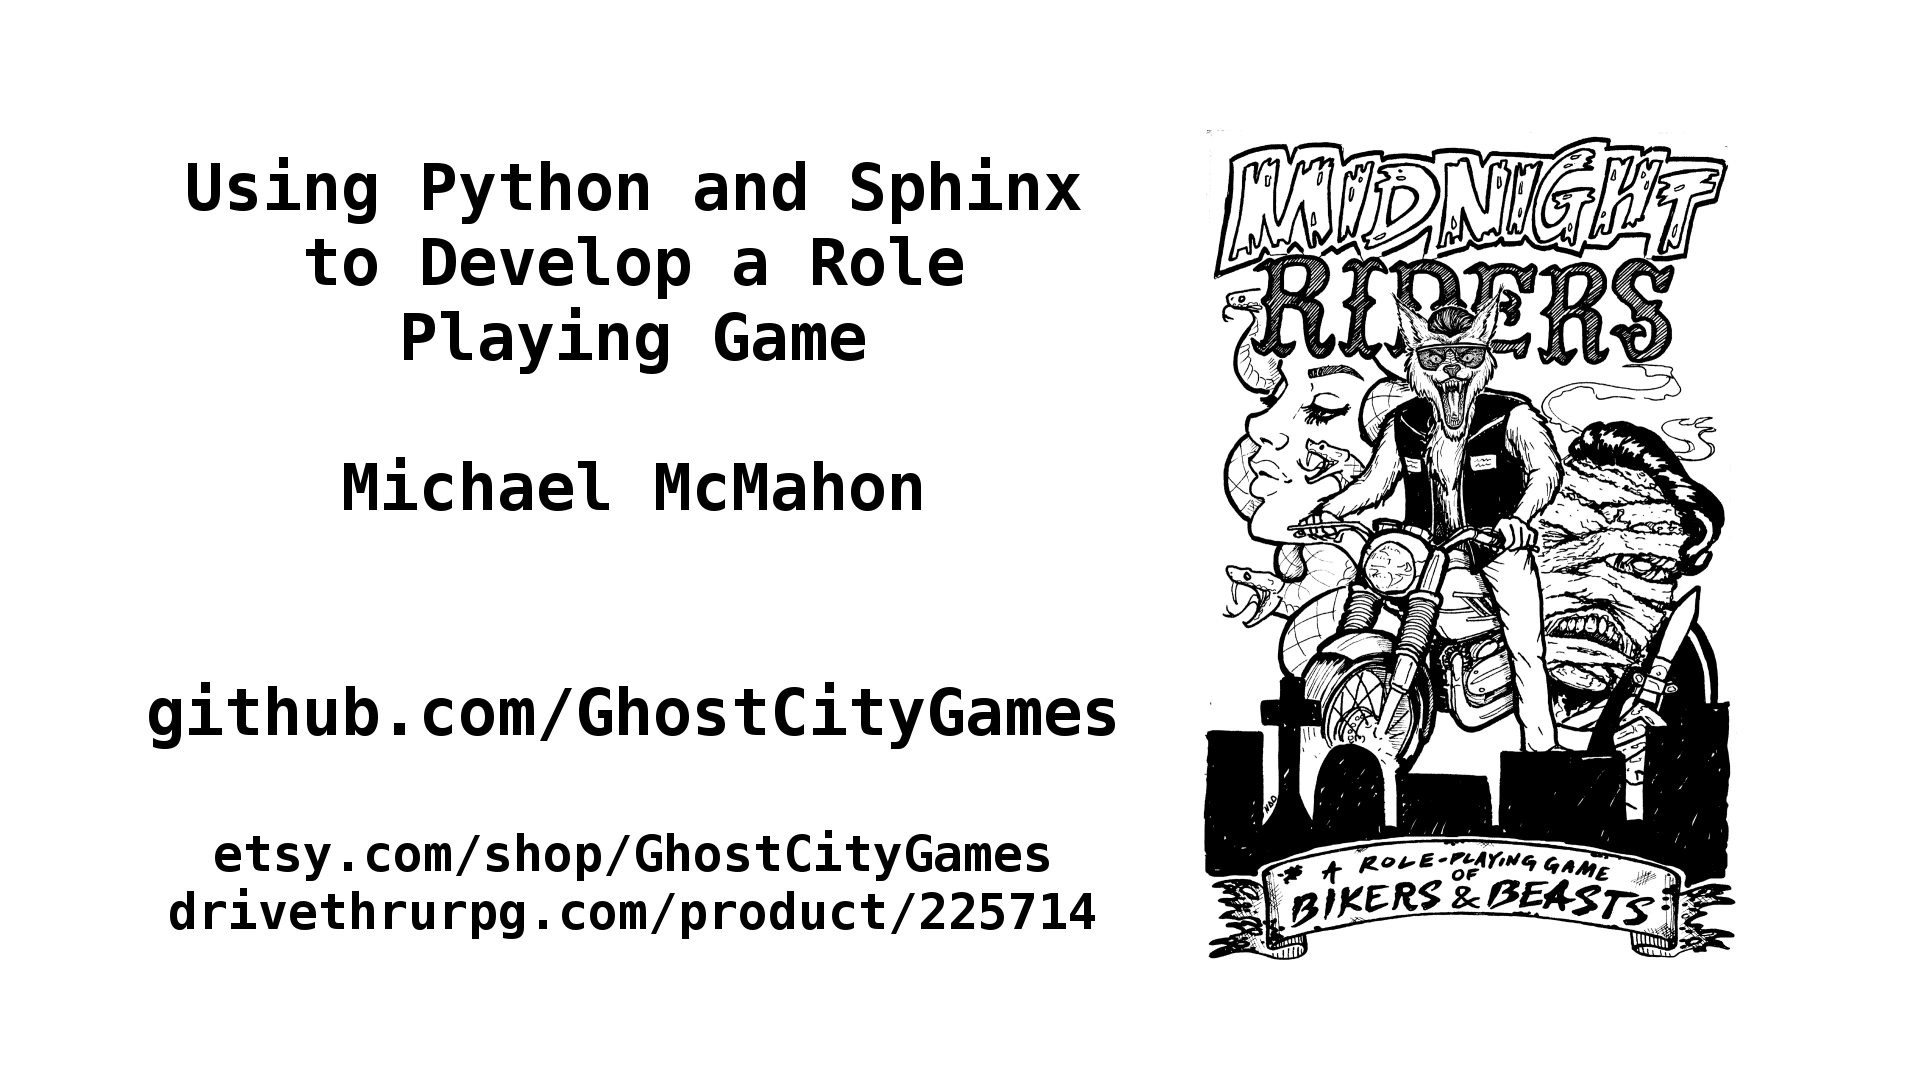 Using Python and Sphinx
to Develop a Role
Playing Game
Michael McMahon
github.com/GhostCityGames
etsy.com/shop/GhostCityGames
drivethrurpg.com/product/225714
MIDNIGHT
RIDERS
A ROLE-PLAYING GAME
OF
BIKERS & BEASTS